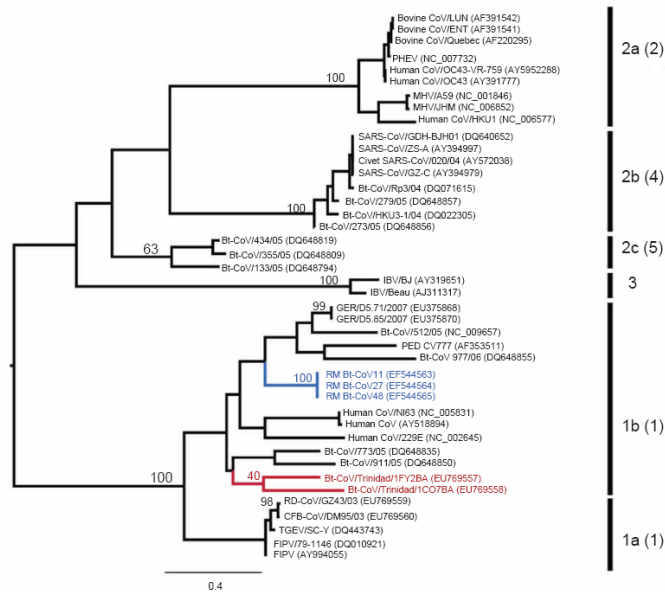 Bovine CoV/LUN (AF391542)
Bovine CoV/ENT (AF391541)
Bovine CoV/Quebec (AF220295)
2a (2)
PHEV (NC_007732)
Human CoV/OC43-VR-759 (AY5952288)
100
Human CoV/OC43 (AY391777)
MHV/A59 (NC_001846)
MHV/JHM (NC_006852)
Human CoV/HKU1 (NC_006577)
SARS-CoV/GDH-BJH01 (DQ640652)
SARS-CoV/ZS-A (AY394997)
Civet SARS-CoV/020/04 (AY572038)
SARS-CoV/GZ-C (AY394979)
2b (4)
Bt-CoV/Rp3/04 (DQ071615)
Bt-CoV/279/05 (DQ648857)
100
Bt-CoV/HKU3-1/04 (DQ022305)
Bt-CoV/273/05 (DQ648856)
Bt-CoV/434/05 (DQ648819)
63
Bt-CoV/355/05 (DQ648809)
2c (5)
Bt-CoV/133/05 (DQ648794)
100
IBV/BJ (AY319651)
3
IBV/Beau (AJ311317)
99
GER/D5.71/2007 (EU375868)
GER/D5.85/2007 (EU375870)
Bt-CoV/512/05 (NC_009657)
PED CV777 (AF353511)
Bt-CoV 977/06 (DQ648855)
100
RM Bt-CoV11 (EF544563)
RM Bt-CoV27 (EF544564)
RM Bt-CoV48 (EF544565)
1b (1)
Human CoV/Nl63 (NC_005831)
Human CoV (AY518894)
Human CoV/229E (NC_002645)
Bt-CoV/773/05 (DQ648835)
Bt-CoV/911/05 (DQ648850)
100
40
Bt-CoV/Trinidad/1FY2BA (EU769557)
Bt-CoV/Trinidad/1CO7BA (EU769558)
98
RD-CoV/GZ43/03 (EU769559)
CFB-CoV/DM95/03 (EU769560)
TGEV/SC-Y (DQ443743)
1a (1)
FIPV/79-1146 (DQ010921)
FIPV (AY994055)
0.4